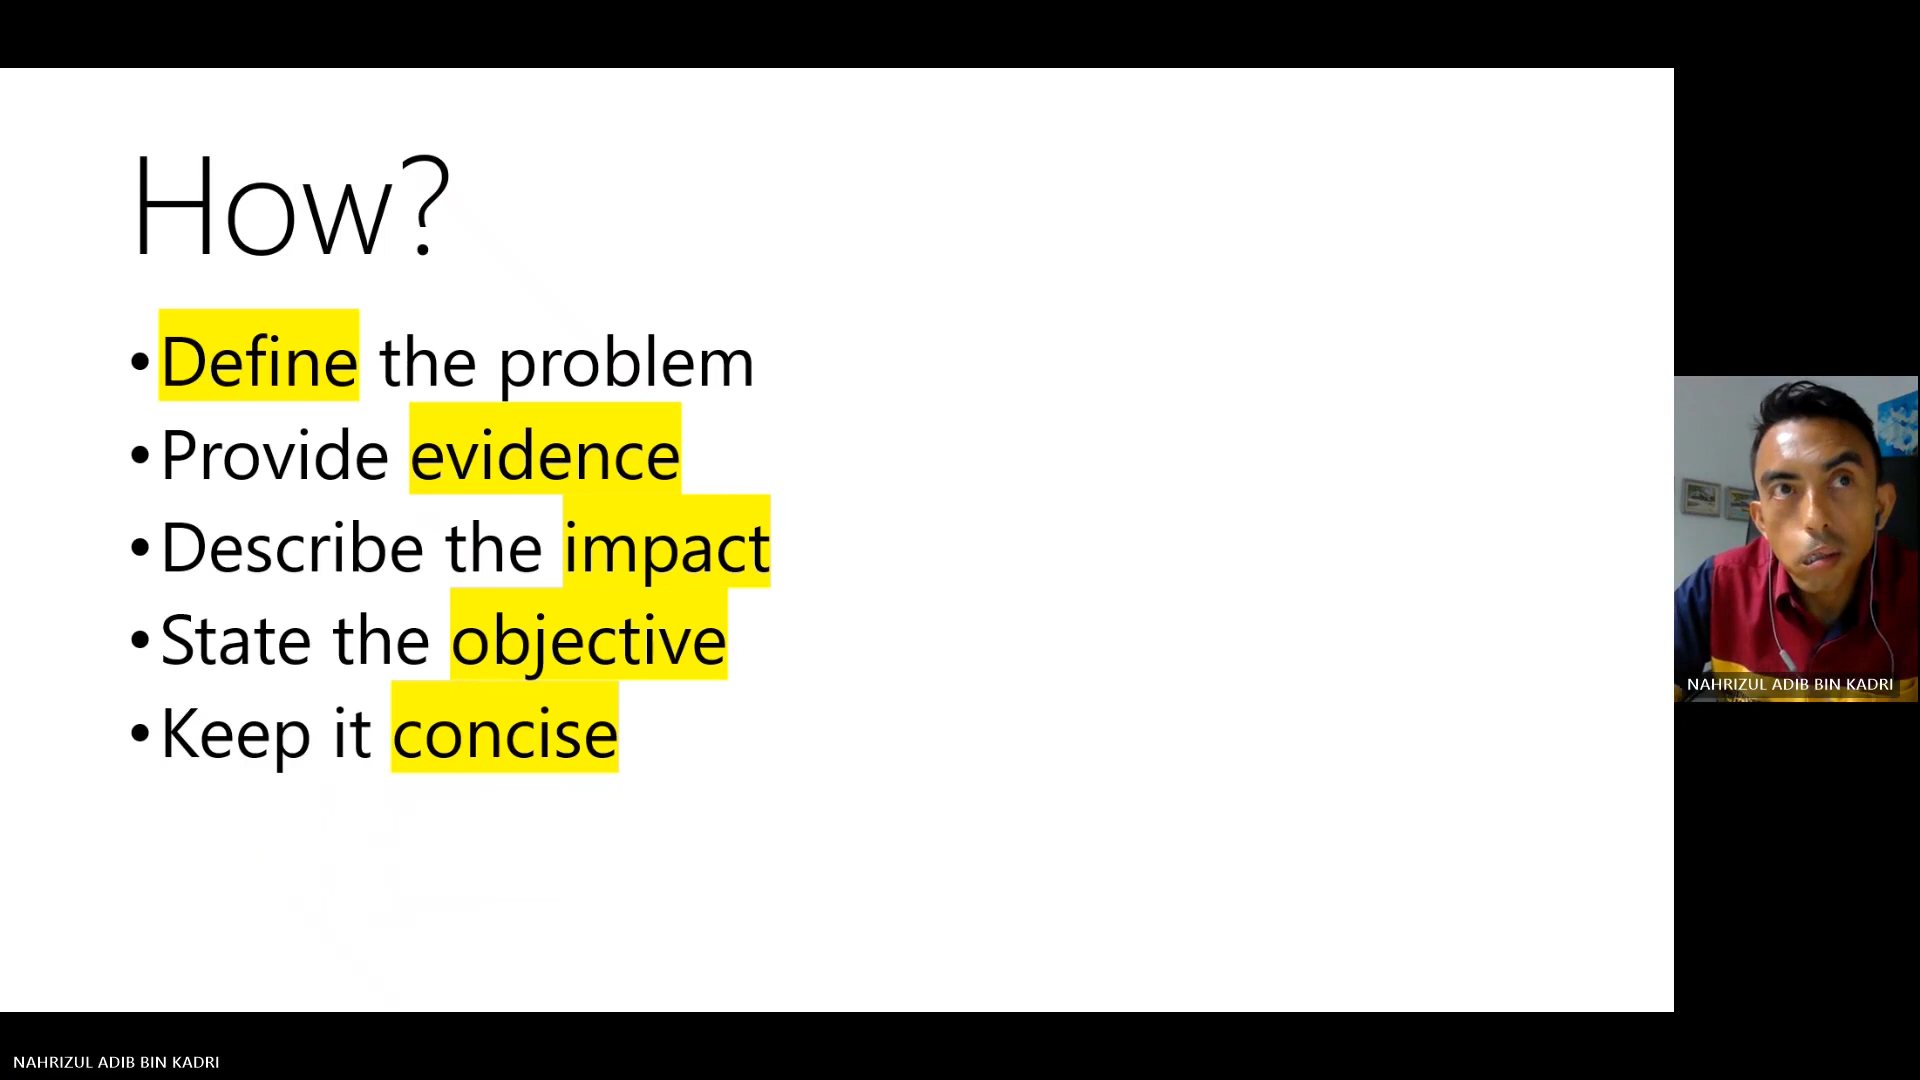 How?
•Define the problem
•Provide evidence
•Describe the impact
•State the objective
•Keep it concise
NAHRIZUL ADIB BIN KADRI
NAHRIZUL ADIB BIN KADRI